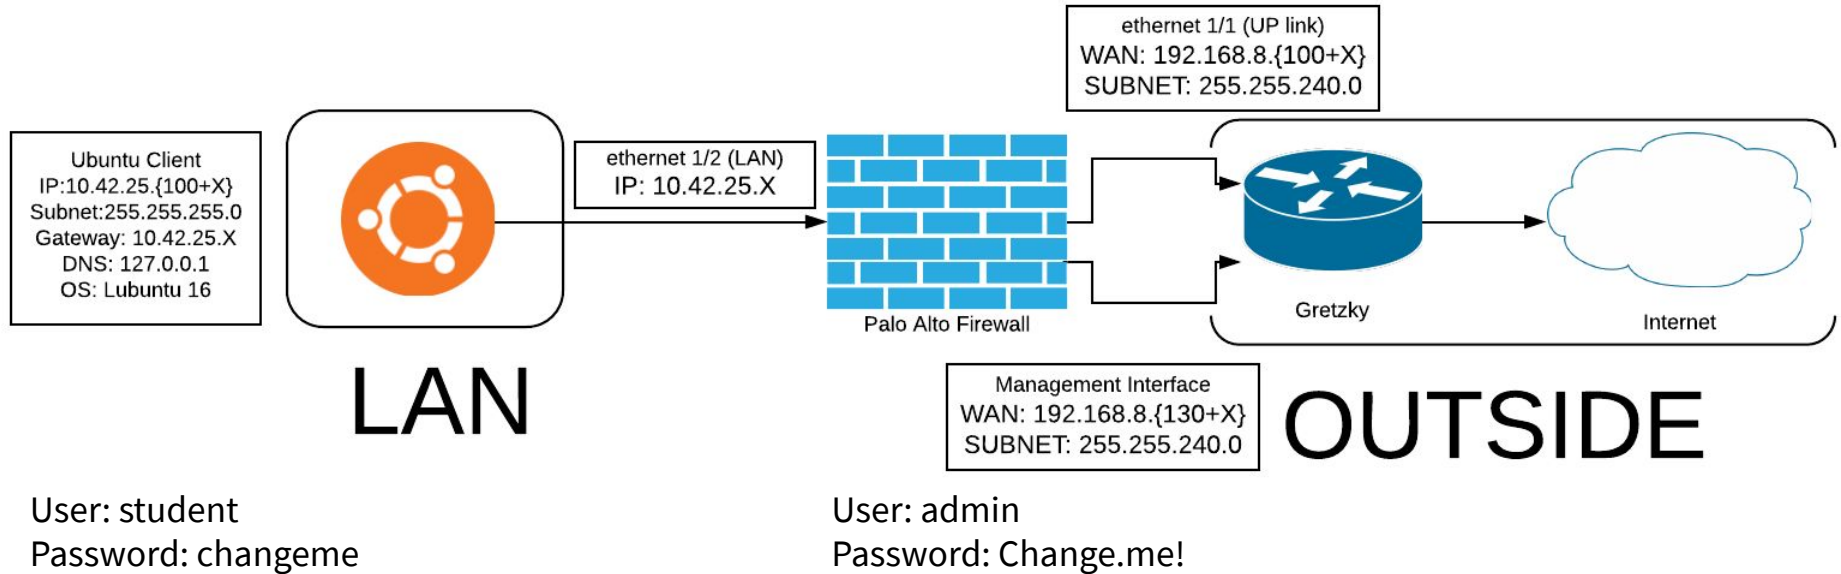 ethernet 1/1 (UP link)
WAN: 192.168.8.{100+X}
SUBNET: 255.255.240.0
Ubuntu Client
IP:10.42.25.{100+X}
Subnet:255.255.255.0
Gateway: 10.42.25.X
DNS: 127.0.0.1
OS: Lubuntu 16
ethernet 1/2 (LAN)
IP: 10.42.25.X
Palo Alto Firewall
Gretzky
Internet
LAN
Management Interface
WAN: 192.168.8.{130+X}
SUBNET: 255.255.240.0
OUTSIDE
User: student
Password: changeme
User: admin
Password: Change.me!